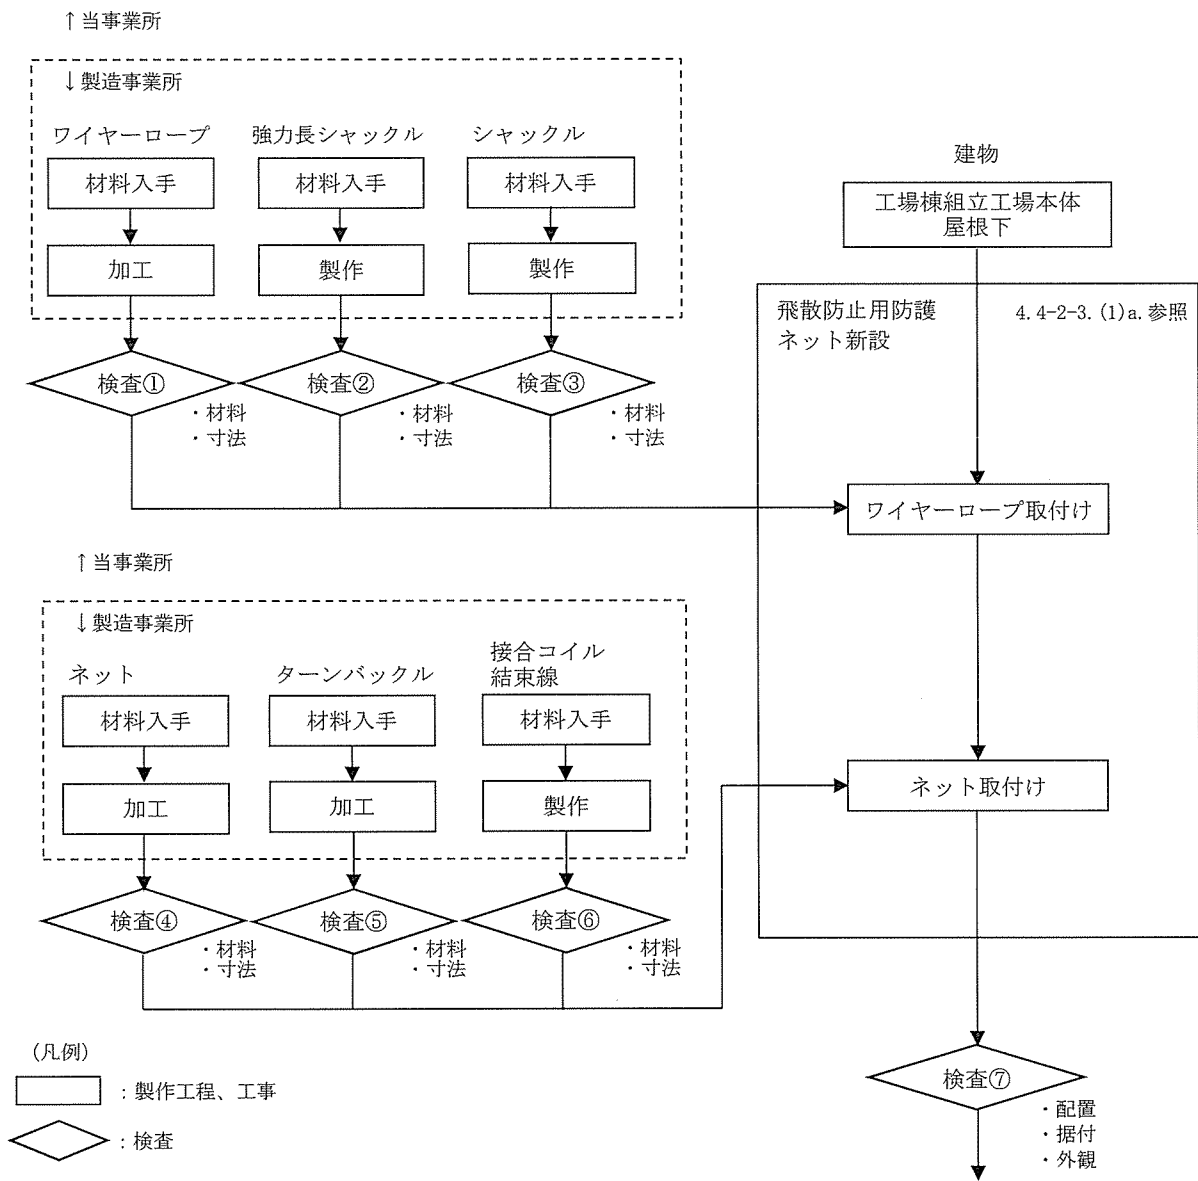 ↑当事業所
↓製造事業所
ワイヤーロープ
材料入手
加工
検査①
・材料
・寸法
強力長シャックル
材料入手
製作
検査②
・材料
・寸法
シャックル
材料入手
製作
検査③
・材料
・寸法
建物
工場棟組立工場本体
屋根下
飛散防止用防護
ネット新設
4.4-2-3.(1)a.参照
ワイヤーロープ取付け
↑当事業所
↓製造事業所
ネット
材料入手
加工
検査④
・材料
・寸法
ターンバックル
材料入手
加工
検査⑤
・材料
・寸法
接合コイル
結束線
材料入手
製作
検査⑥
・材料
・寸法
ネット取付け
検査⑦
・配置
・据付
・外観
(凡例)
：製作工程、工事
：検査